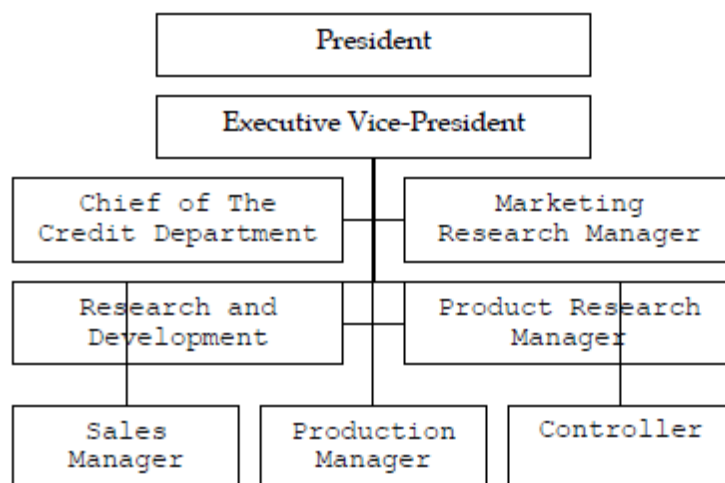 President
Executive Vice-President
Chief of The
Credit Department
Marketing
Research Manager
Research and
Development
Product Research
Manager
Sales
Manager
Production
Manager
Controller